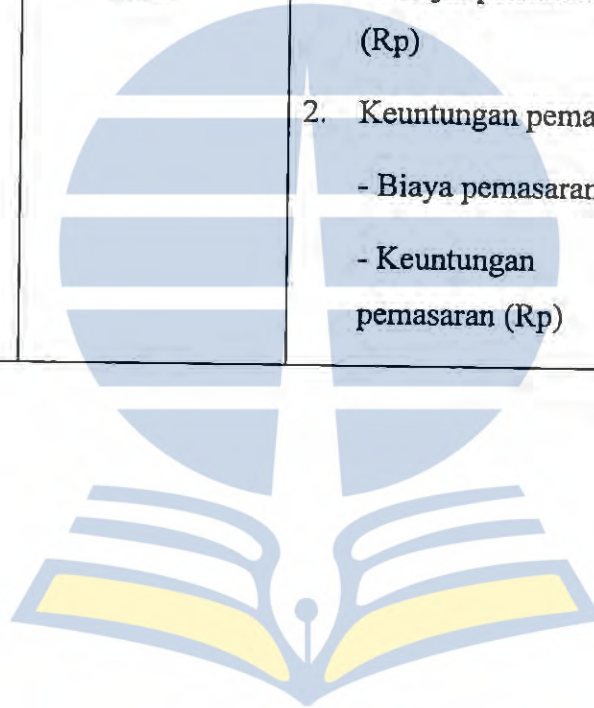 (Rp)
2. Keuntungan pema
- Biaya pemasaran
- Keuntungan
pemasaran (Rp)